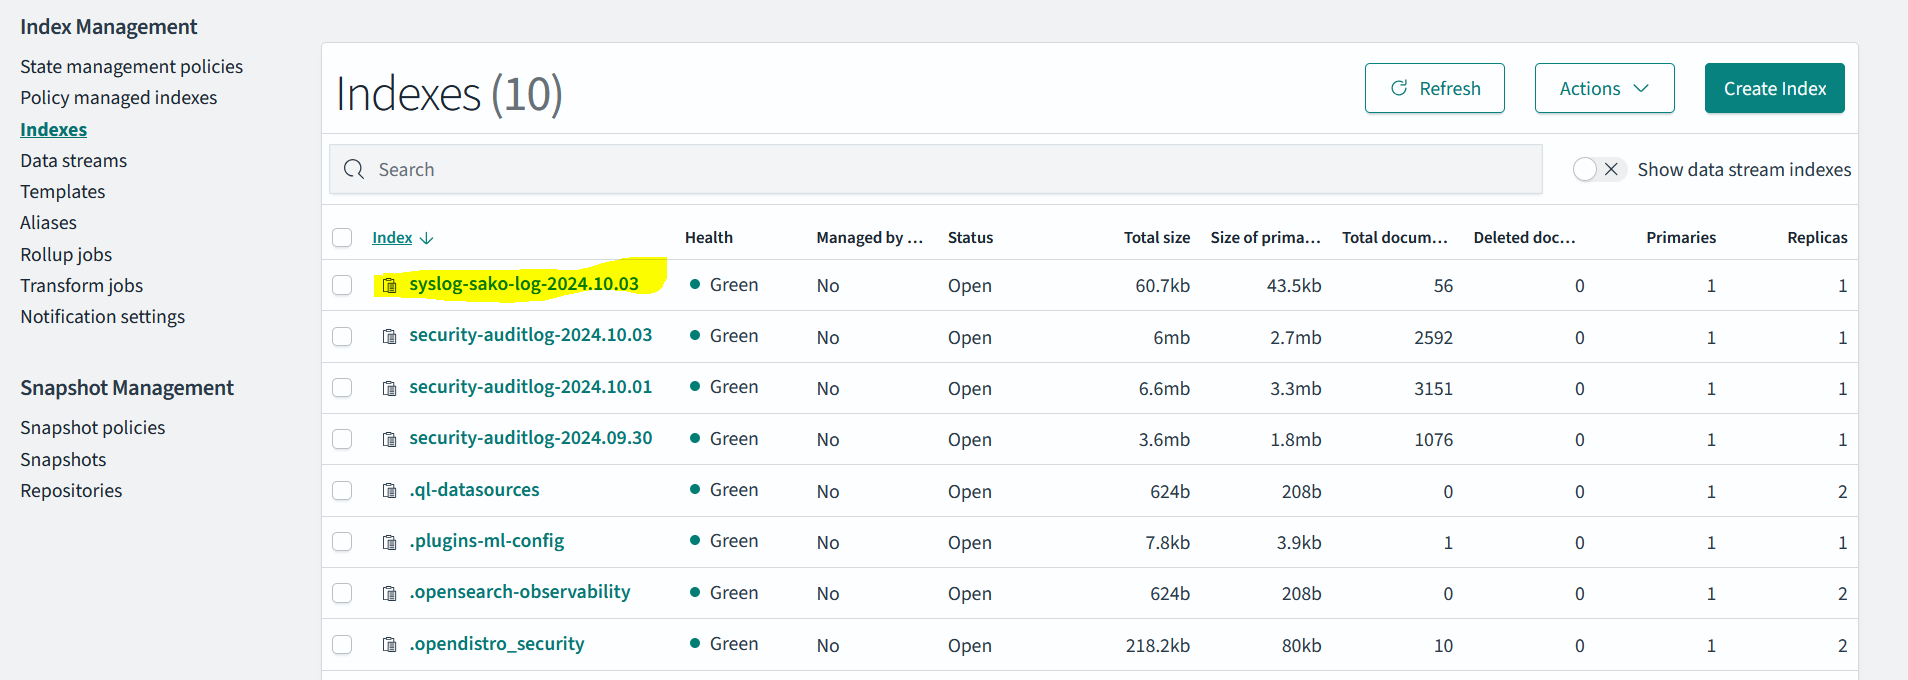 Index Management
State management policies
Policy managed indexes
Indexes
Data streams
Templates
Aliases
Rollup jobs
Transform jobs
Notification settings
Snapshot Management
Snapshot policies
Snapshots
Repositories
Indexes (10)
Refresh
Actions
Create Index
Search
Show data stream indexes
Index Health Managed by ... Status Total size Size of prima... Total docum... Deleted doc... Primaries Replicas
syslog-sako-log-2024.10.03 Green No Open 60.7kb 43.5kb 56 0 1 1
security-auditlog-2024.10.03 Green No Open 6mb 2.7mb 2592 0 1 1
security-auditlog-2024.10.01 Green No Open 6.6mb 3.3mb 3151 0 1 1
security-auditlog-2024.09.30 Green No Open 3.6mb 1.8mb 1076 0 1 1
.ql-datasources Green No Open 624b 208b 0 0 1 2
.plugins-ml-config Green No Open 7.8kb 3.9kb 1 0 1 1
.opensearch-observability Green No Open 624b 208b 0 0 1 2
.opendistro_security Green No Open 218.2kb 80kb 10 0 1 2